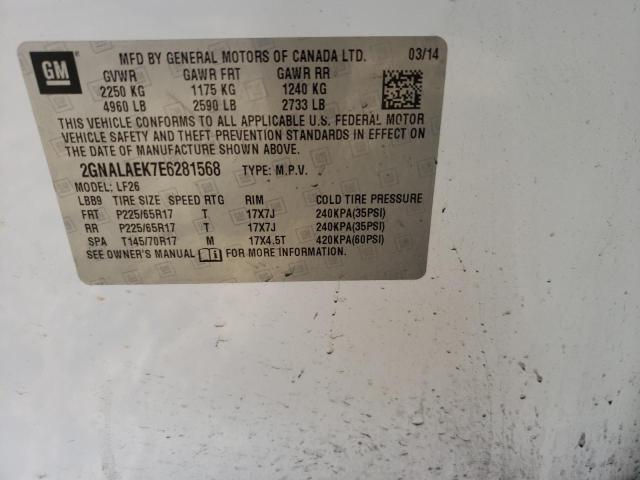 GM
MFD BY GENERAL MOTORS OF CANADA LTD. 03/14
GVWR GAWR FRT GAWR RR
2250 KG 1175 KG 1240 KG
4960 LB 2590 LB 2733 LB
THIS VEHICLE CONFORMS TO ALL APPLICABLE U.S. FEDERAL MOTOR
VEHICLE SAFETY AND THEFT PREVENTION STANDARDS IN EFFECT ON
THE DATE OF MANUFACTURE SHOWN ABOVE.
2GNALAEK7E6281568 TYPE: M.P.V.
MODEL: LF26
LBB9 TIRE SIZE SPEED RTG RIM COLD TIRE PRESSURE
FRT P225/65R17 T 17X7J 240KPA(35PSI)
RR P225/65R17 T 17X7J 240KPA(35PSI)
SPA T145/70R17 M 17X4.5T 420KPA(60PSI)
SEE OWNER'S MANUAL FOR MORE INFORMATION.